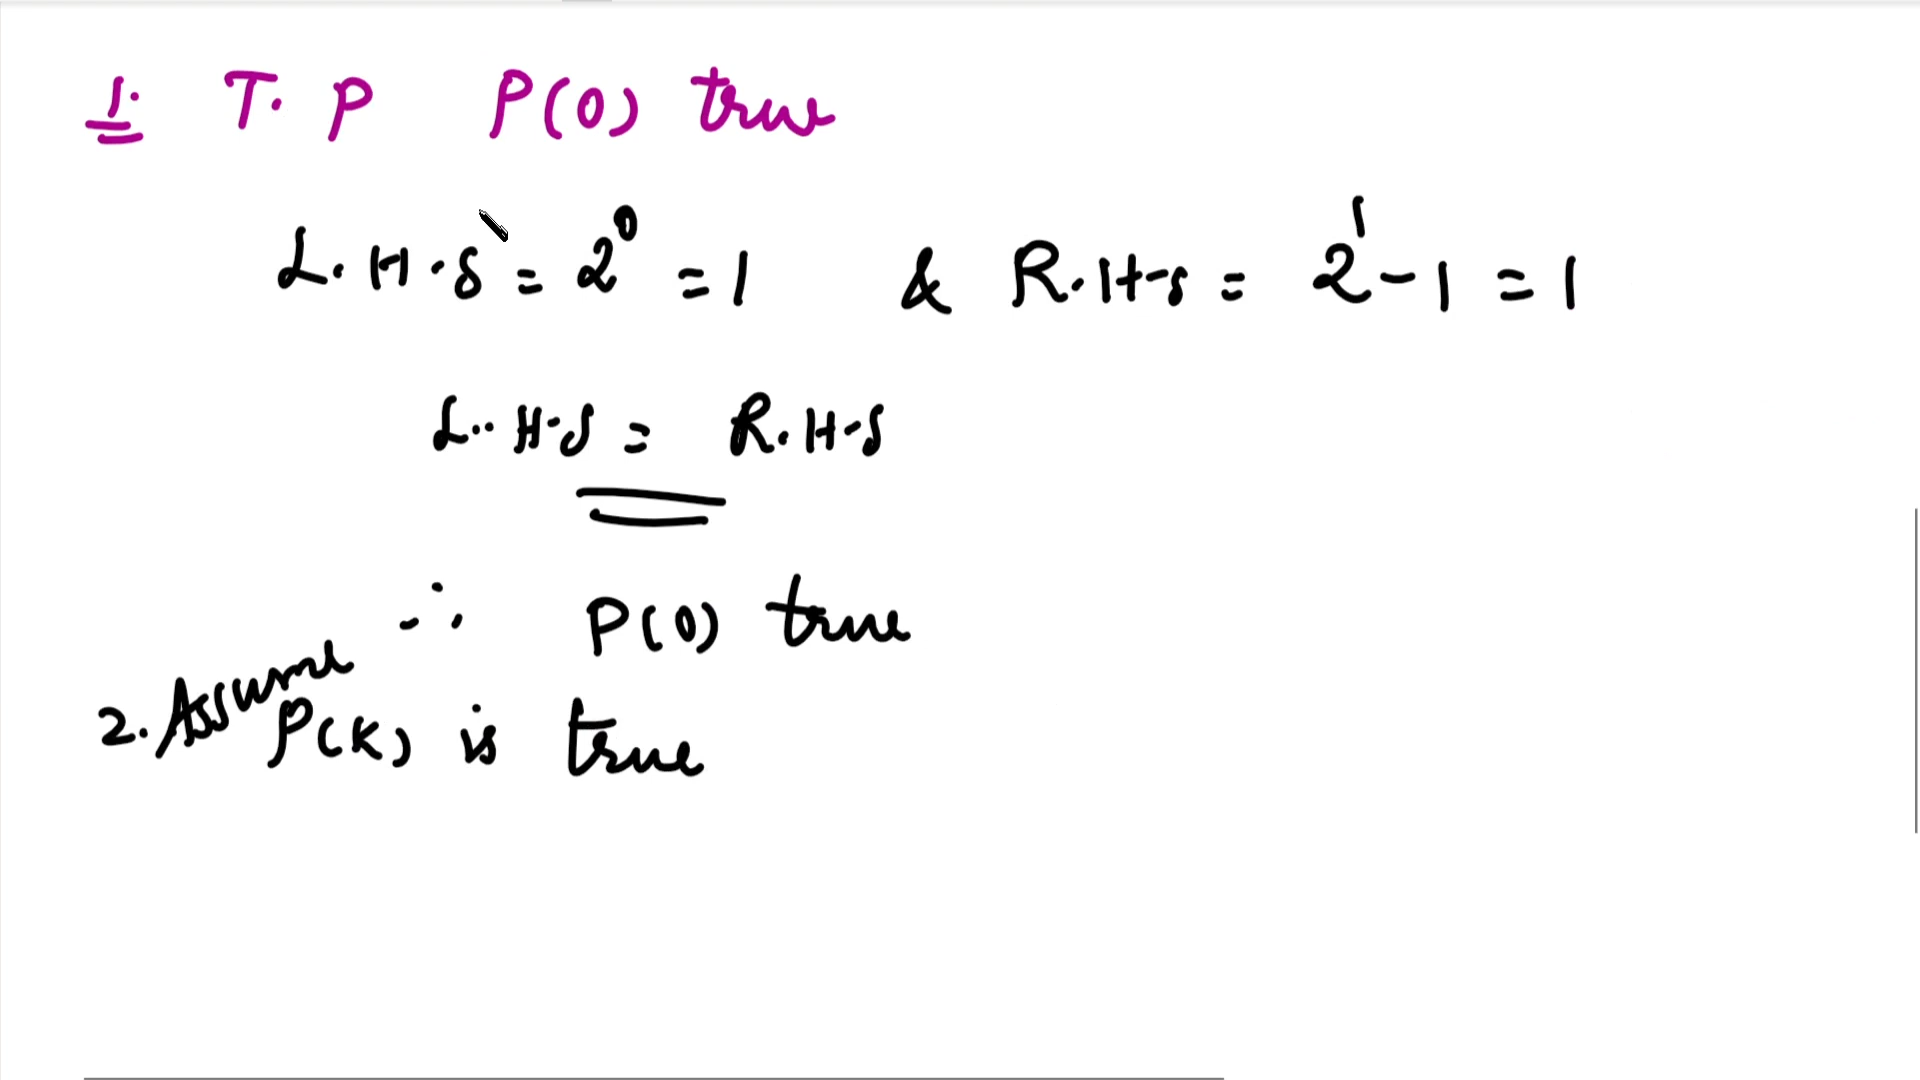 1. T. P P(0) true
L.H.S = 2⁰ = 1 & R.H.S = 2¹ - 1 = 1
L.H.S = R.H.S
∴ P(0) true
2. Assume P(K) is true